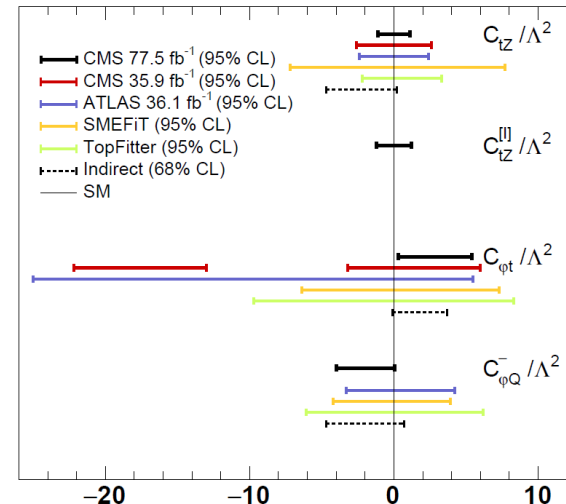 C_tZ /Λ²
CMS 77.5 fb⁻¹ (95% CL)
CMS 35.9 fb⁻¹ (95% CL)
ATLAS 36.1 fb⁻¹ (95% CL)
SMEFiT (95% CL)
TopFitter (95% CL)
Indirect (68% CL)
SM
C_tZ^[I] /Λ²
C_φt /Λ²
C_φQ^− /Λ²
−20 −10 0 10